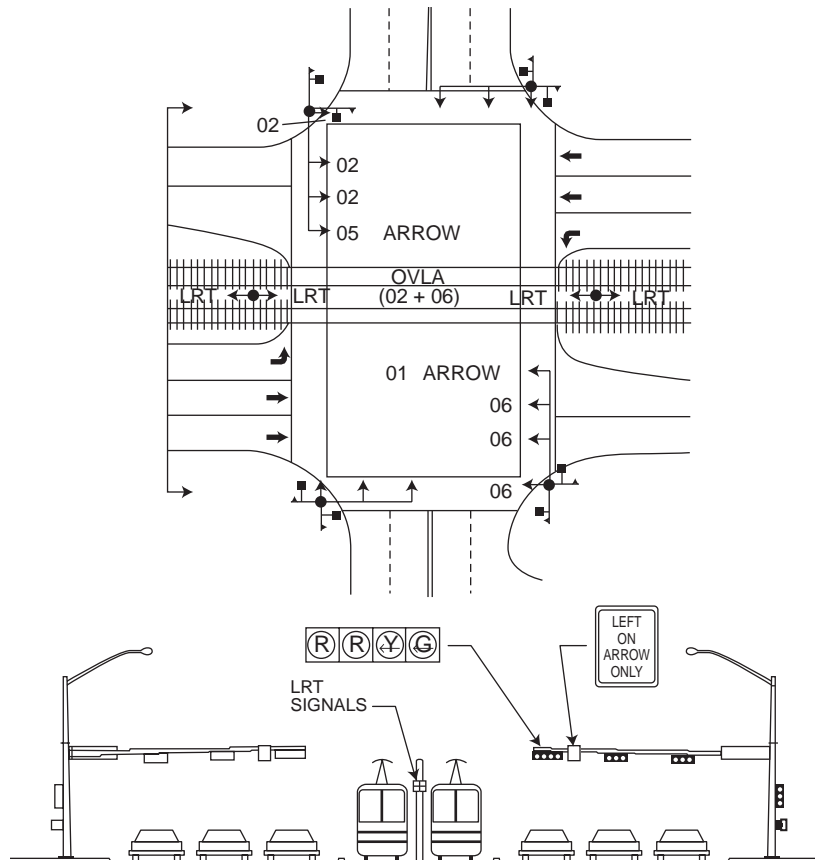 02
02
02
05 ARROW
OVLA
(02 + 06)
LRT LRT LRT LRT
01 ARROW
06
06
06
R R Y G
LEFT
ON
ARROW
ONLY
LRT
SIGNALS